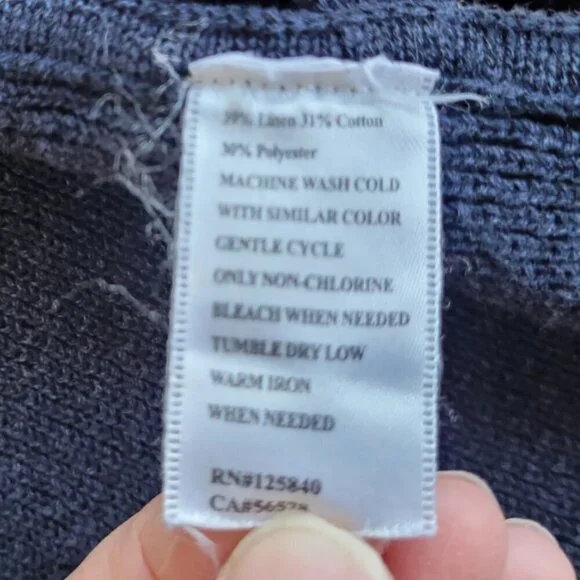 39% Linen 31% Cotton
30% Polyester
MACHINE WASH COLD
WITH SIMILAR COLOR
GENTLE CYCLE
ONLY NON-CHLORINE
BLEACH WHEN NEEDED
TUMBLE DRY LOW
WARM IRON
WHEN NEEDED
RN#125840